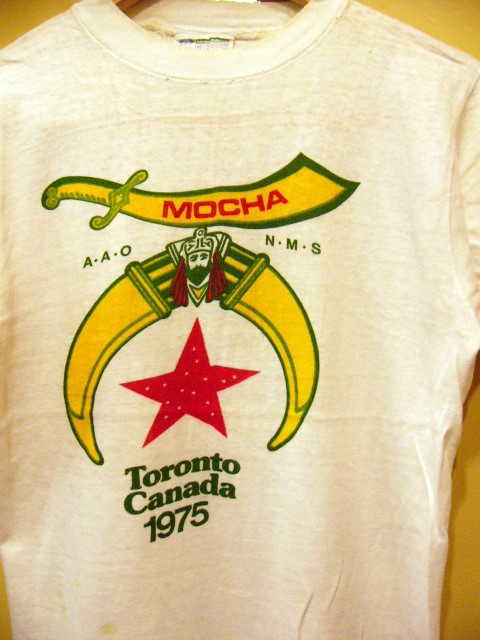 MOCHA
A·A·O N·M·S
Toronto
Canada
1975